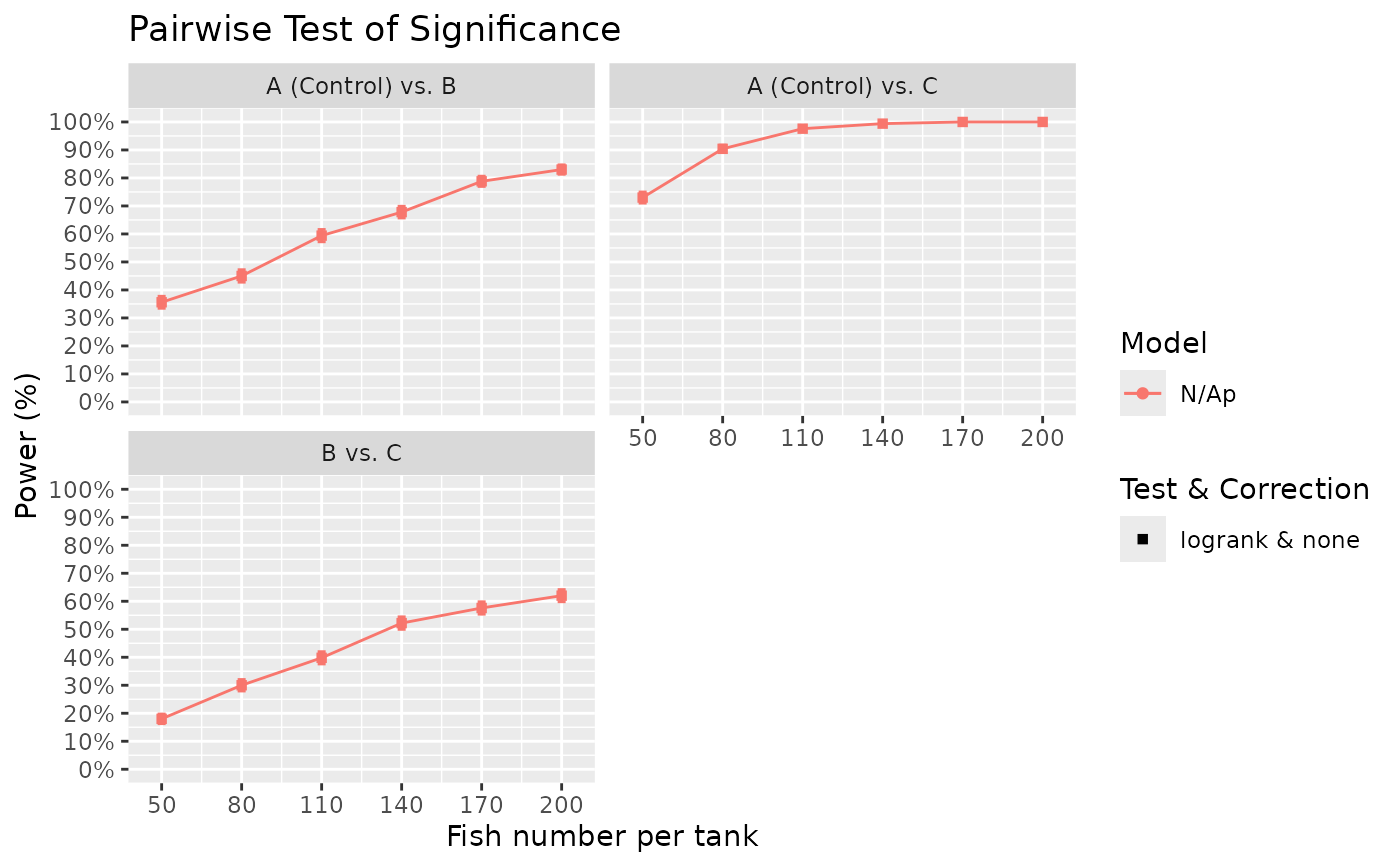 Pairwise Test of Significance
A (Control) vs. B
A (Control) vs. C
100%
90%
80%
70%
60%
50%
40%
30%
20%
10%
0%
50 80 110 140 170 200
B vs. C
100%
90%
80%
70%
60%
50%
40%
30%
20%
10%
0%
50 80 110 140 170 200
Power (%)
Fish number per tank
Model
N/Ap
Test & Correction
logrank & none